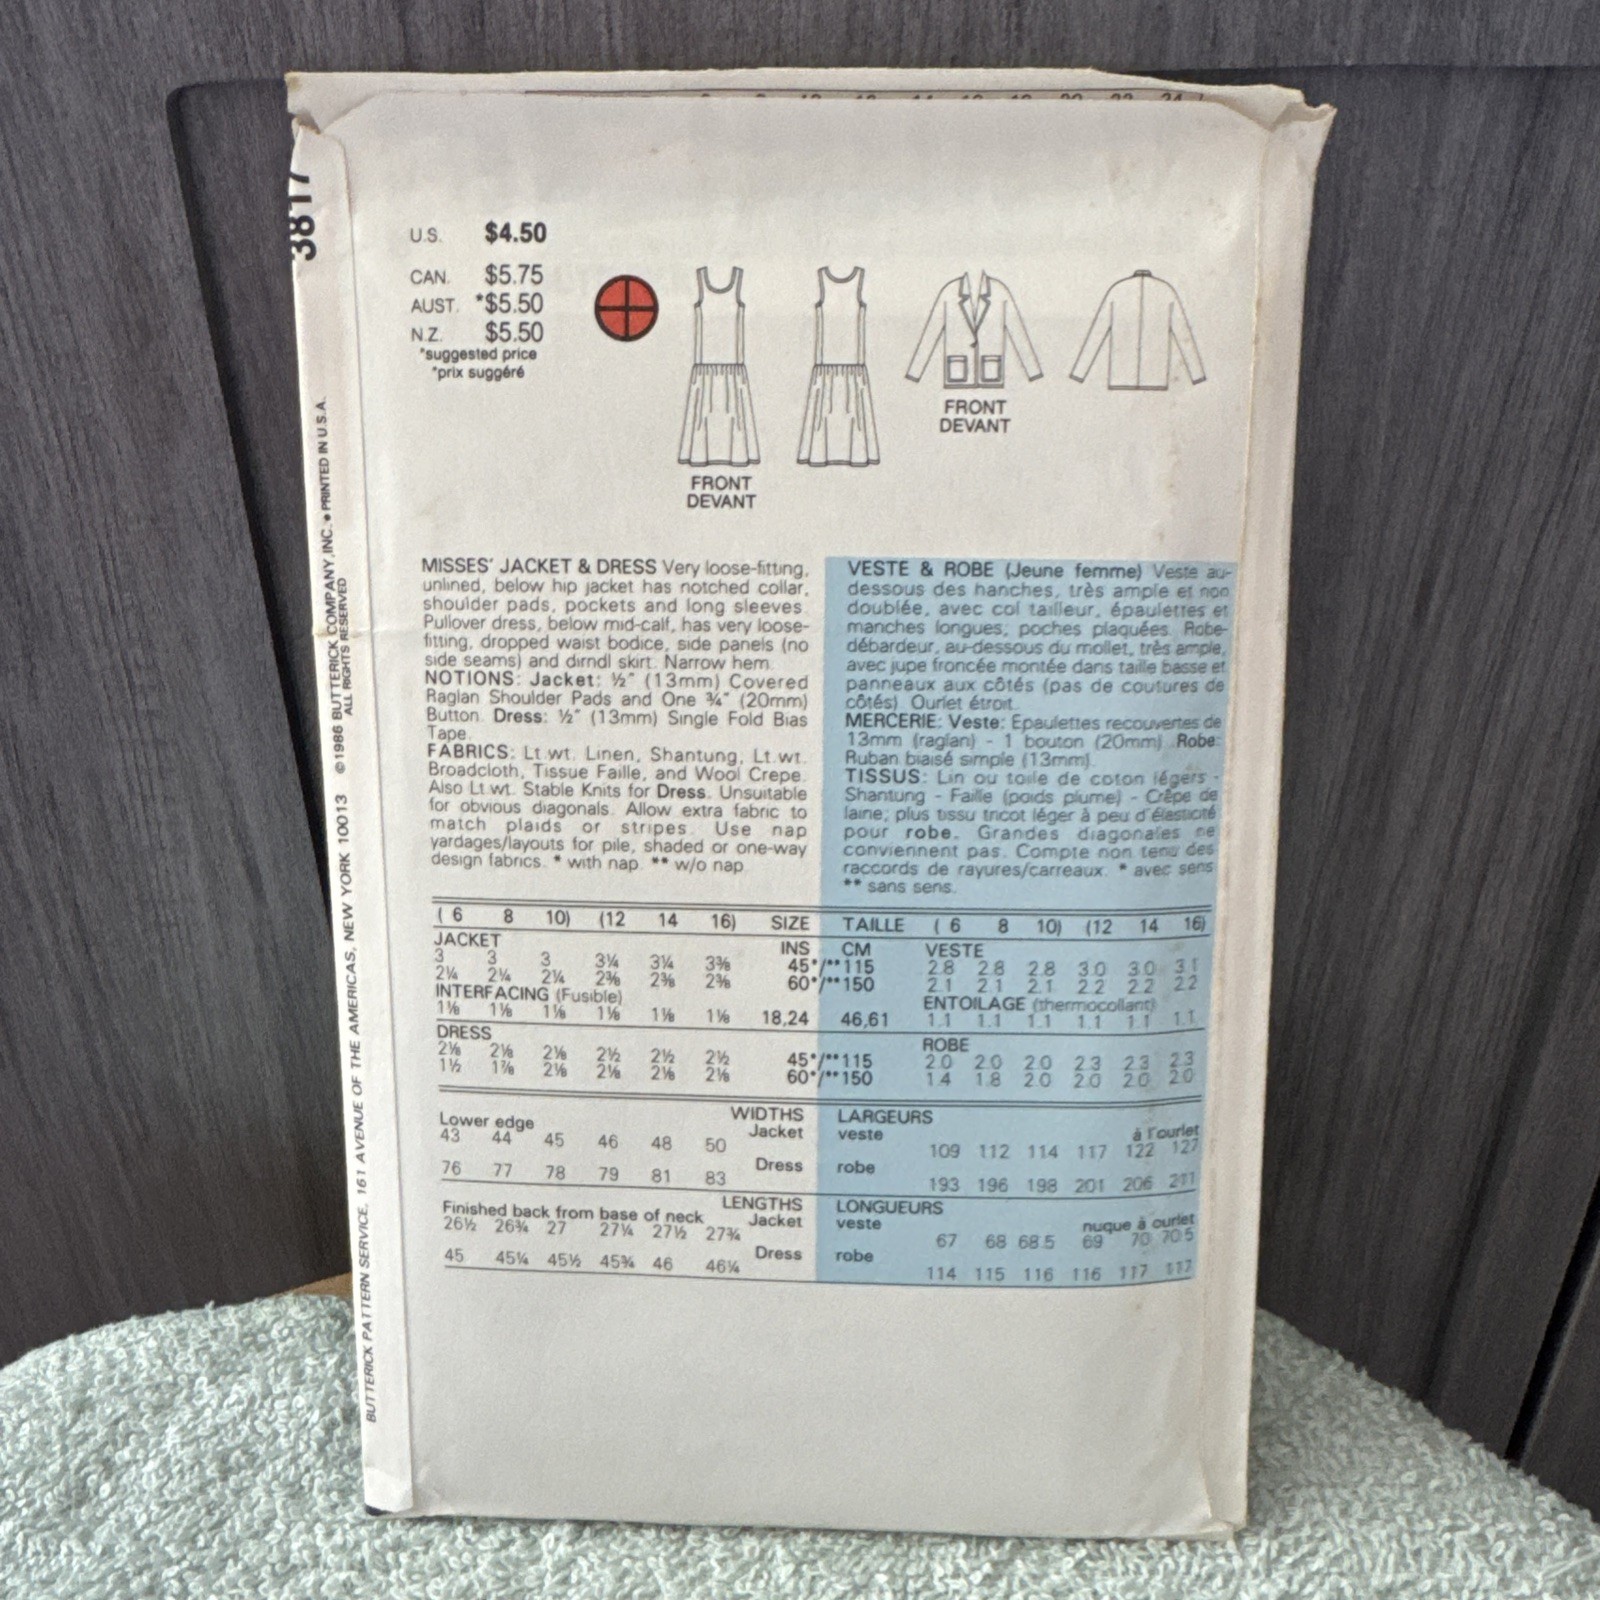 3817
©1986 BUTTERICK COMPANY, INC. • PRINTED IN U.S.A.
ALL RIGHTS RESERVED
BUTTERICK PATTERN SERVICE, 161 AVENUE OF THE AMERICAS, NEW YORK 10013
U.S. $4.50
CAN. $5.75
AUST. *$5.50
N.Z. $5.50
*suggested price
*prix suggéré
FRONT
DEVANT
FRONT
DEVANT
MISSES' JACKET & DRESS Very loose-fitting,
unlined, below hip jacket has notched collar,
shoulder pads, pockets and long sleeves.
Pullover dress, below mid-calf, has very loose-
fitting, dropped waist bodice, side panels (no
side seams) and dirndl skirt. Narrow hem.
NOTIONS: Jacket: ½" (13mm) Covered
Raglan Shoulder Pads and One ¾" (20mm)
Button. Dress: ½" (13mm) Single Fold Bias
Tape.
FABRICS: Lt.wt. Linen, Shantung, Lt.wt.
Broadcloth, Tissue Faille, and Wool Crepe.
Also Lt.wt. Stable Knits for Dress. Unsuitable
for obvious diagonals. Allow extra fabric to
match plaids or stripes. Use nap
yardages/layouts for pile, shaded or one-way
design fabrics. * with nap. ** w/o nap
VESTE & ROBE (Jeune femme) Veste au-
dessous des hanches, très ample et non
doublée, avec col tailleur, épaulettes et
manches longues; poches plaquées. Robe-
débardeur, au-dessous du mollet, très ample,
avec jupe froncée montée dans taille basse et
panneaux aux côtés (pas de coutures de
côtés). Ourlet étroit.
MERCERIE: Veste: Epaulettes recouvertes de
13mm (raglan) - 1 bouton (20mm). Robe:
Ruban biaisé simple (13mm).
TISSUS: Lin ou toile de coton légers -
Shantung - Faille (poids plume) - Crêpe de
laine; plus tissu tricot léger à peu d'élasticité
pour robe. Grandes diagonales ne
conviennent pas. Compte non tenu des
raccords de rayures/carreaux. * avec sens
** sans sens.
( 6 8 10) (12 14 16) SIZE TAILLE ( 6 8 10) (12 14 16)
JACKET INS CM VESTE
3 3 3 3¼ 3¼ 3⅜ 45*/**115 2.8 2.8 2.8 3.0 3.0 3.1
2¼ 2¼ 2¼ 2⅜ 2⅜ 2⅜ 60*/**150 2.1 2.1 2.1 2.2 2.2 2.2
INTERFACING (Fusible) ENTOILAGE (thermocollant)
1⅛ 1⅛ 1⅛ 1⅛ 1⅛ 1⅛ 18,24 46,61 1.1 1.1 1.1 1.1 1.1 1.1
DRESS ROBE
2⅛ 2⅛ 2⅛ 2½ 2½ 2½ 45*/**115 2.0 2.0 2.0 2.3 2.3 2.3
1½ 1⅞ 2⅛ 2⅛ 2⅛ 2⅛ 60*/**150 1.4 1.8 2.0 2.0 2.0 2.0
WIDTHS LARGEURS
Lower edge Jacket veste à l'ourlet
43 44 45 46 48 50 109 112 114 117 122 127
Dress robe
76 77 78 79 81 83 193 196 198 201 206 211
LENGTHS LONGUEURS
Finished back from base of neck Jacket veste nuque à ourlet
26½ 26¾ 27 27¼ 27½ 27¾ 67 68 68.5 69 70 70.5
Dress robe
45 45¼ 45½ 45¾ 46 46¼ 114 115 116 116 117 117